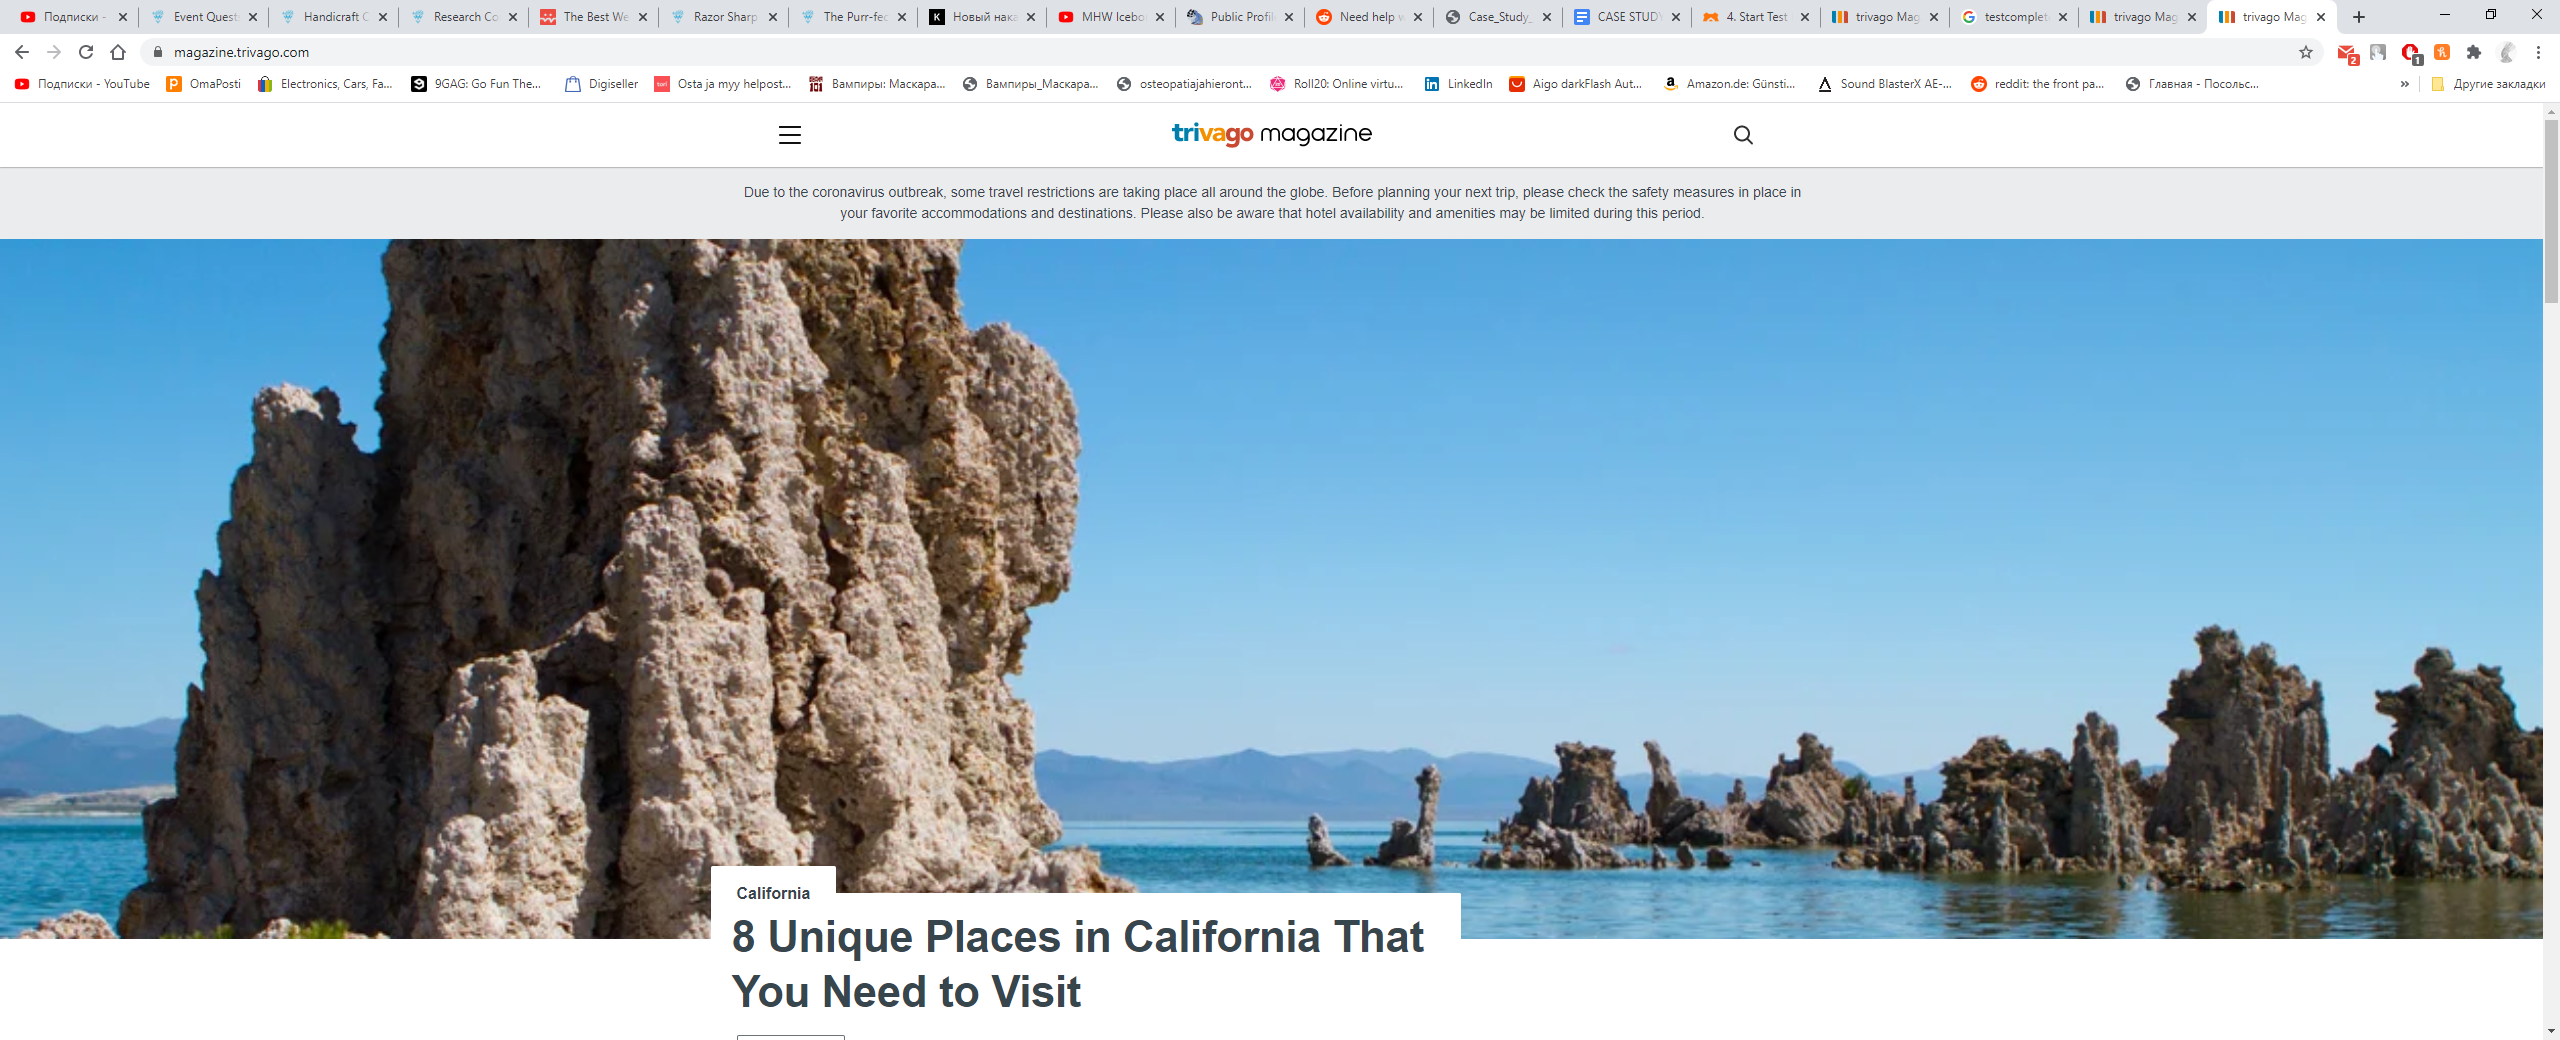 Подписки -
Event Quest
Handicraft C
Research Co
The Best We
Razor Sharp
The Purr-fec
K
Новый нака
MHW Icebo
Public Profil
Need help w
Case_Study_
CASE STUDY
4. Start Test
trivago Mag
testcomplet
trivago Mag
trivago Mag
magazine.trivago.com
2
1
Подписки - YouTube
OmaPosti
Electronics, Cars, Fa...
9GAG: Go Fun The...
Digiseller
Osta ja myy helpost...
Вампиры: Маскара...
Вампиры_Маскара...
osteopatiajahieront...
Roll20: Online virtu...
LinkedIn
Aigo darkFlash Aut...
Amazon.de: Günsti...
Sound BlasterX AE-...
reddit: the front pa...
Главная - Посольс...
»
Другие закладки
trivago magazine
Due to the coronavirus outbreak, some travel restrictions are taking place all around the globe. Before planning your next trip, please check the safety measures in place in
your favorite accommodations and destinations. Please also be aware that hotel availability and amenities may be limited during this period.
California
8 Unique Places in California That
You Need to Visit